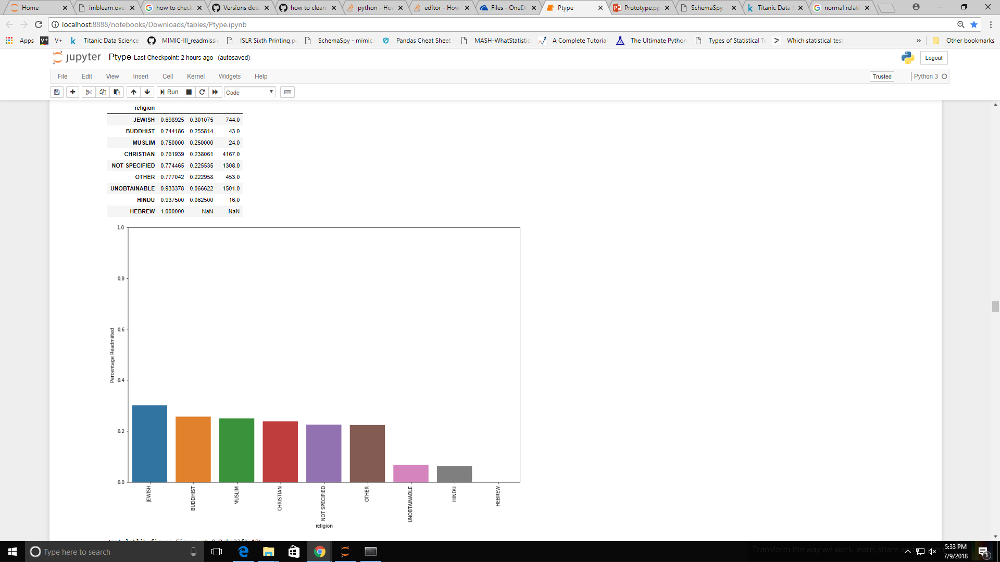 Home
imblearn.ove
how to check
Versions dete
how to cleani
python - Ho
editor - How
Files - OneDr
Ptype
Prototype.pp
SchemaSpy -
Titanic Data S
normal relati
localhost:8888/notebooks/Downloads/tables/Ptype.ipynb
Apps V+ V+ k Titanic Data Science MIMIC-III_readmissio ISLR Sixth Printing.p SchemaSpy - mimic. Pandas Cheat Sheet MASH-WhatStatistic A Complete Tutorial The Ultimate Python Types of Statistical Te Which statistical test » Other bookmarks
jupyter Ptype Last Checkpoint: 2 hours ago (autosaved) Logout
File Edit View Insert Cell Kernel Widgets Help Trusted Python 3
Run Code
religion
JEWISH 0.698925 0.301075 744.0
BUDDHIST 0.744186 0.255814 43.0
MUSLIM 0.750000 0.250000 24.0
CHRISTIAN 0.761939 0.238061 4167.0
NOT SPECIFIED 0.774465 0.225535 1308.0
OTHER 0.777042 0.222958 453.0
UNOBTAINABLE 0.933378 0.066622 1501.0
HINDU 0.937500 0.062500 16.0
HEBREW 1.000000 NaN NaN
1.0
0.8
0.6
0.4
0.2
0.0
Percentage Readmiited
JEWISH
BUDDHIST
MUSLIM
CHRISTIAN
NOT SPECIFIED
OTHER
UNOBTAINABLE
HINDU
HEBREW
religion
Type here to search
Transform the way we work, learn, share
5:33 PM
7/9/2018
1